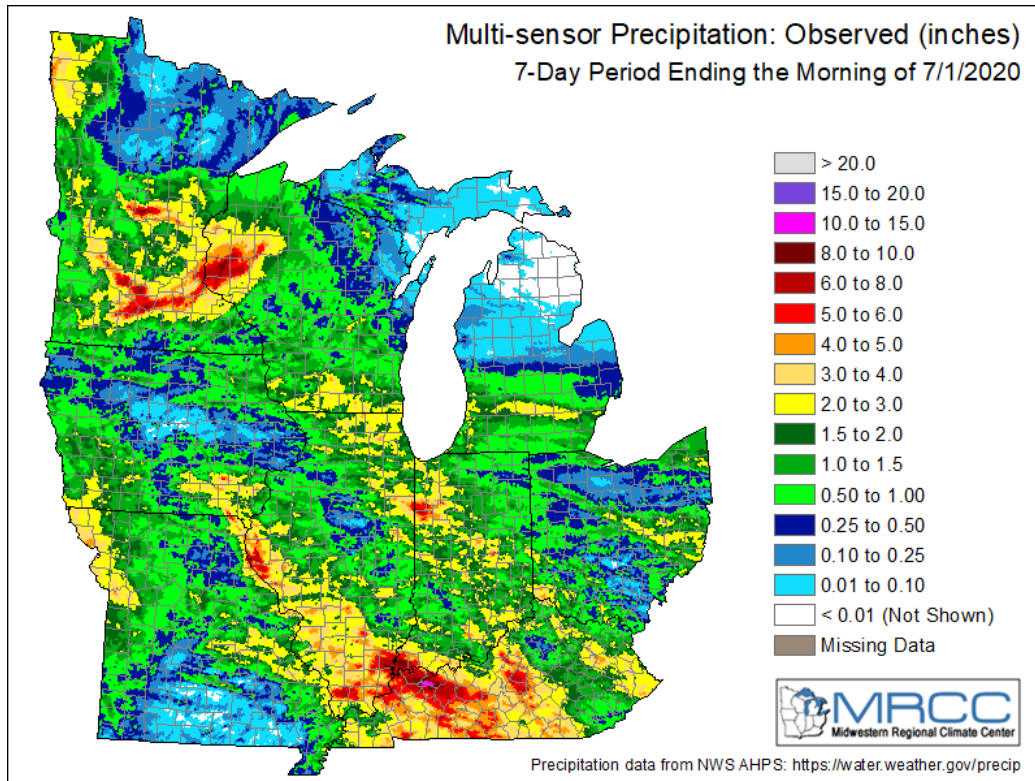 Multi-sensor Precipitation: Observed (inches)
7-Day Period Ending the Morning of 7/1/2020
> 20.0
15.0 to 20.0
10.0 to 15.0
8.0 to 10.0
6.0 to 8.0
5.0 to 6.0
4.0 to 5.0
3.0 to 4.0
2.0 to 3.0
1.5 to 2.0
1.0 to 1.5
0.50 to 1.00
0.25 to 0.50
0.10 to 0.25
0.01 to 0.10
< 0.01 (Not Shown)
Missing Data
MRCC
Midwestern Regional Climate Center
Precipitation data from NWS AHPS: https://water.weather.gov/precip